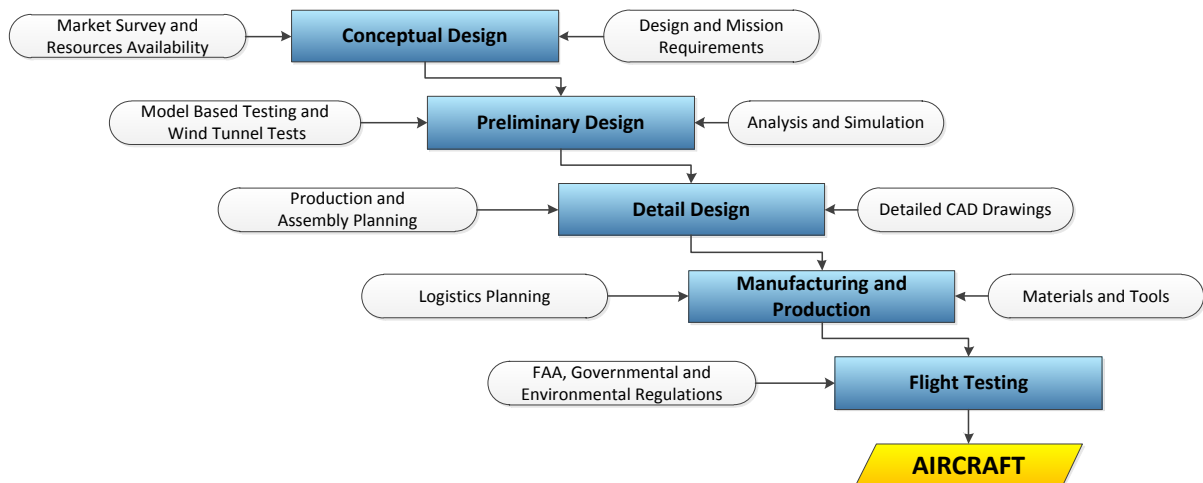 Market Survey and
Resources Availability
Conceptual Design
Design and Mission
Requirements
Model Based Testing and
Wind Tunnel Tests
Preliminary Design
Analysis and Simulation
Production and
Assembly Planning
Detail Design
Detailed CAD Drawings
Logistics Planning
Manufacturing and
Production
Materials and Tools
FAA, Governmental and
Environmental Regulations
Flight Testing
AIRCRAFT